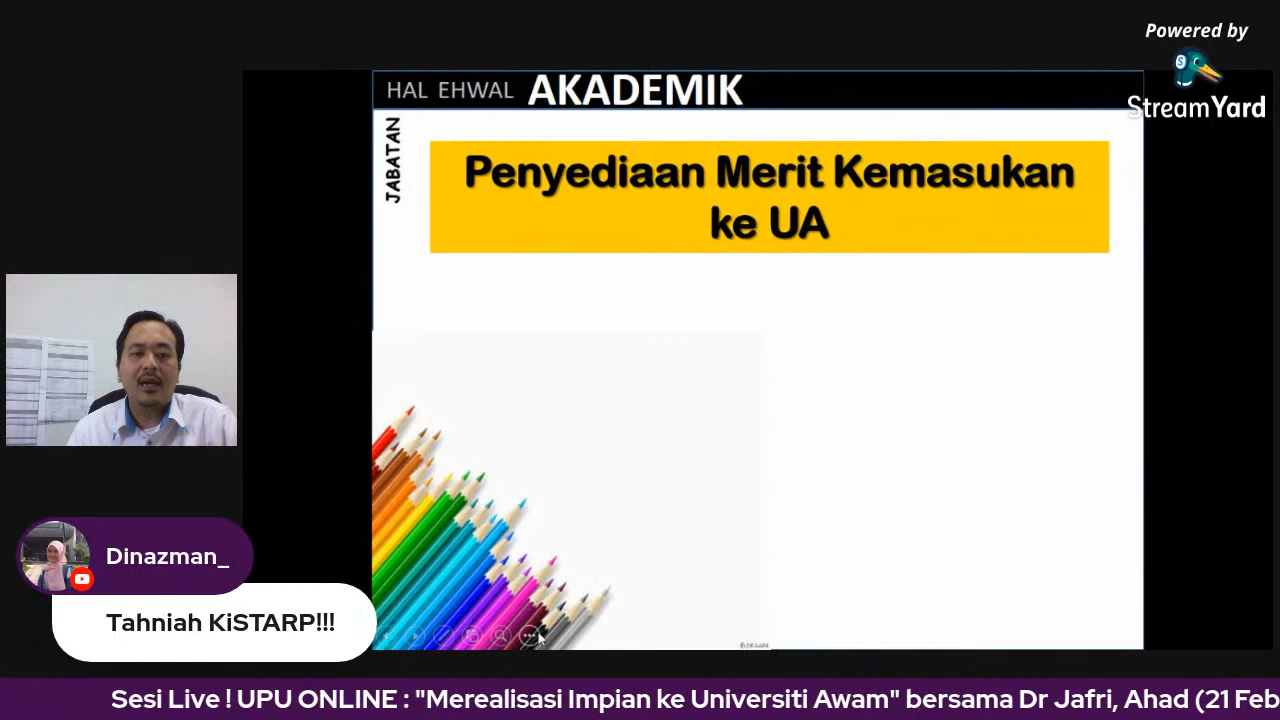 Powered by
StreamYard
HAL EHWAL AKADEMIK
JABATAN
Penyediaan Merit Kemasukan
ke UA
Dinazman_
Tahniah KiSTARP!!!
Sesi Live ! UPU ONLINE : "Merealisasi Impian ke Universiti Awam" bersama Dr Jafri, Ahad (21 Feb